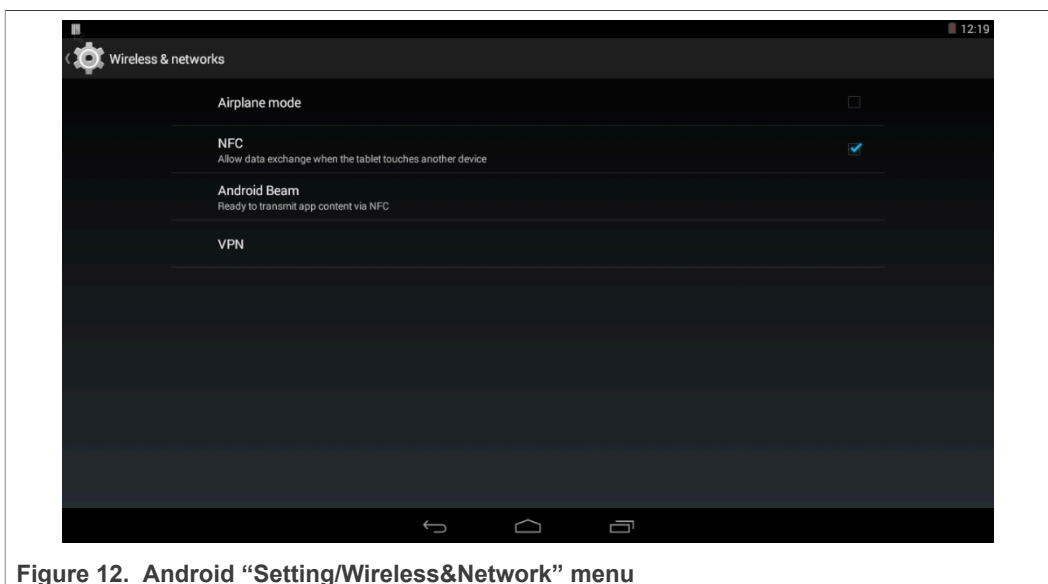 12:19
Wireless & networks
Airplane mode
NFC
Allow data exchange when the tablet touches another device
Android Beam
Ready to transmit app content via NFC
VPN
Figure 12. Android “Setting/Wireless&Network” menu